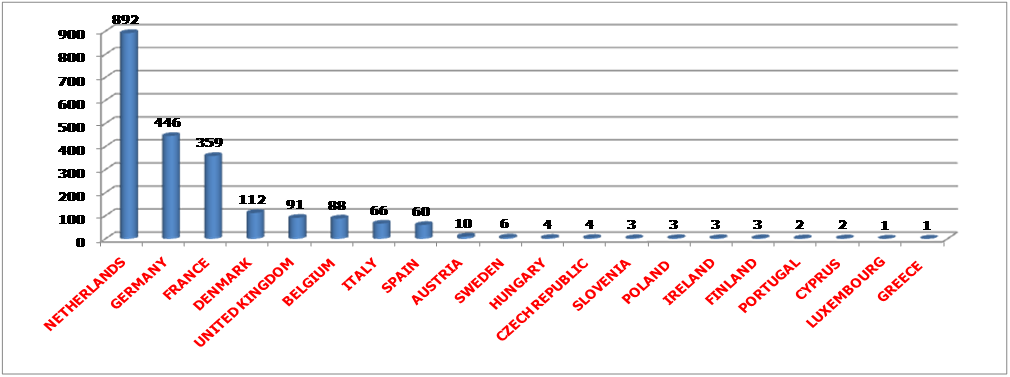 892
900
800
700
600
500
400
300
200
100
0
446
359
112
91
88
66
60
10
6
4
4
3
3
3
3
2
2
1
1
NETHERLANDS
GERMANY
FRANCE
DENMARK
UNITED KINGDOM
BELGIUM
ITALY
SPAIN
AUSTRIA
SWEDEN
HUNGARY
CZECH REPUBLIC
SLOVENIA
POLAND
IRELAND
FINLAND
PORTUGAL
CYPRUS
LUXEMBOURG
GREECE